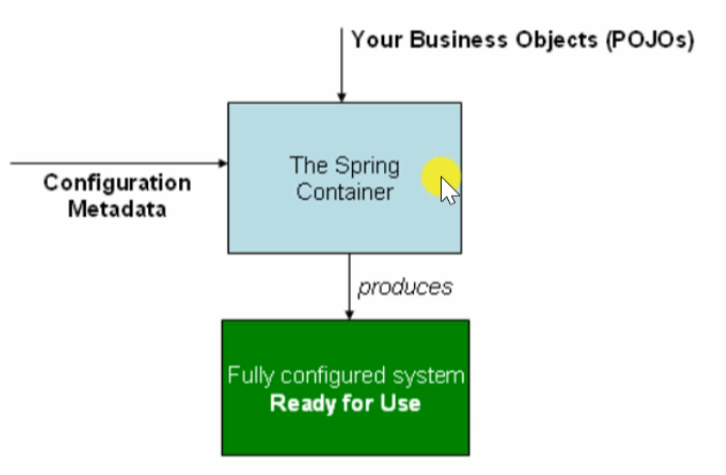 Your Business Objects (POJOs)
The Spring
Container
Configuration
Metadata
produces
Fully configured system
Ready for Use